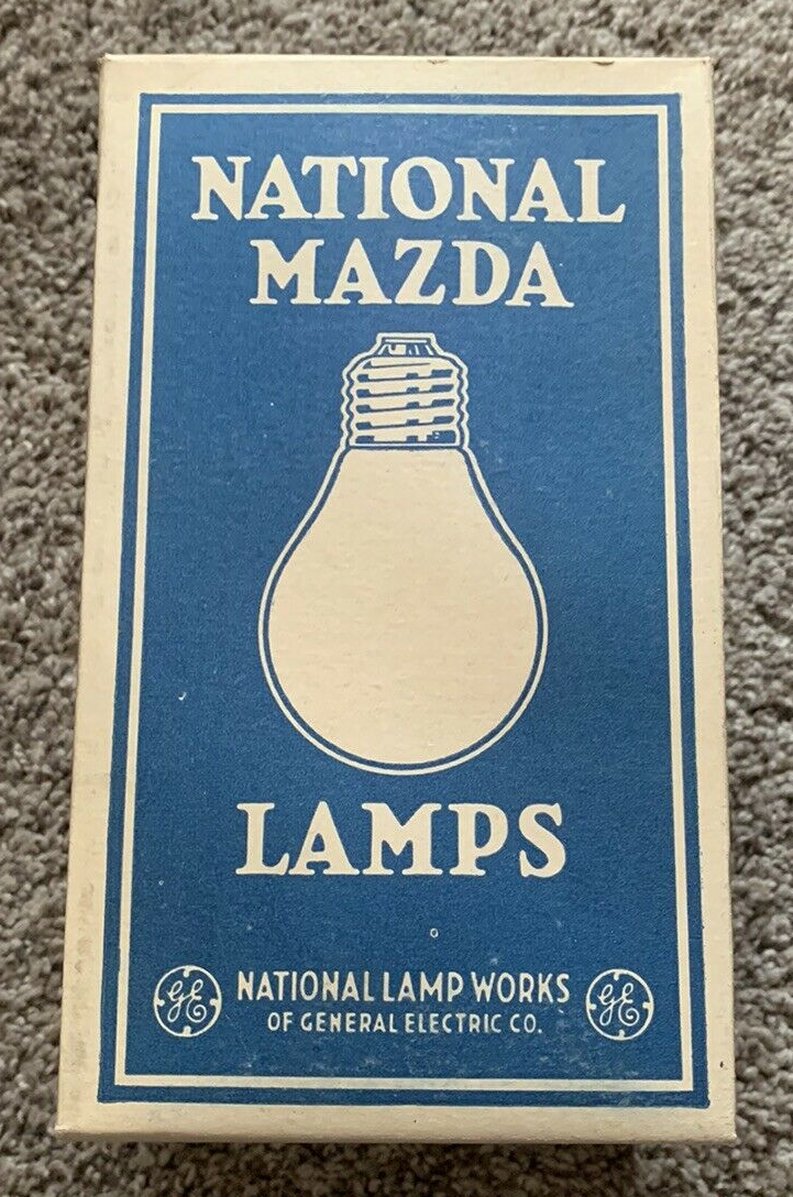 NATIONAL
MAZDA
LAMPS
GE NATIONAL LAMP WORKS GE
OF GENERAL ELECTRIC CO.